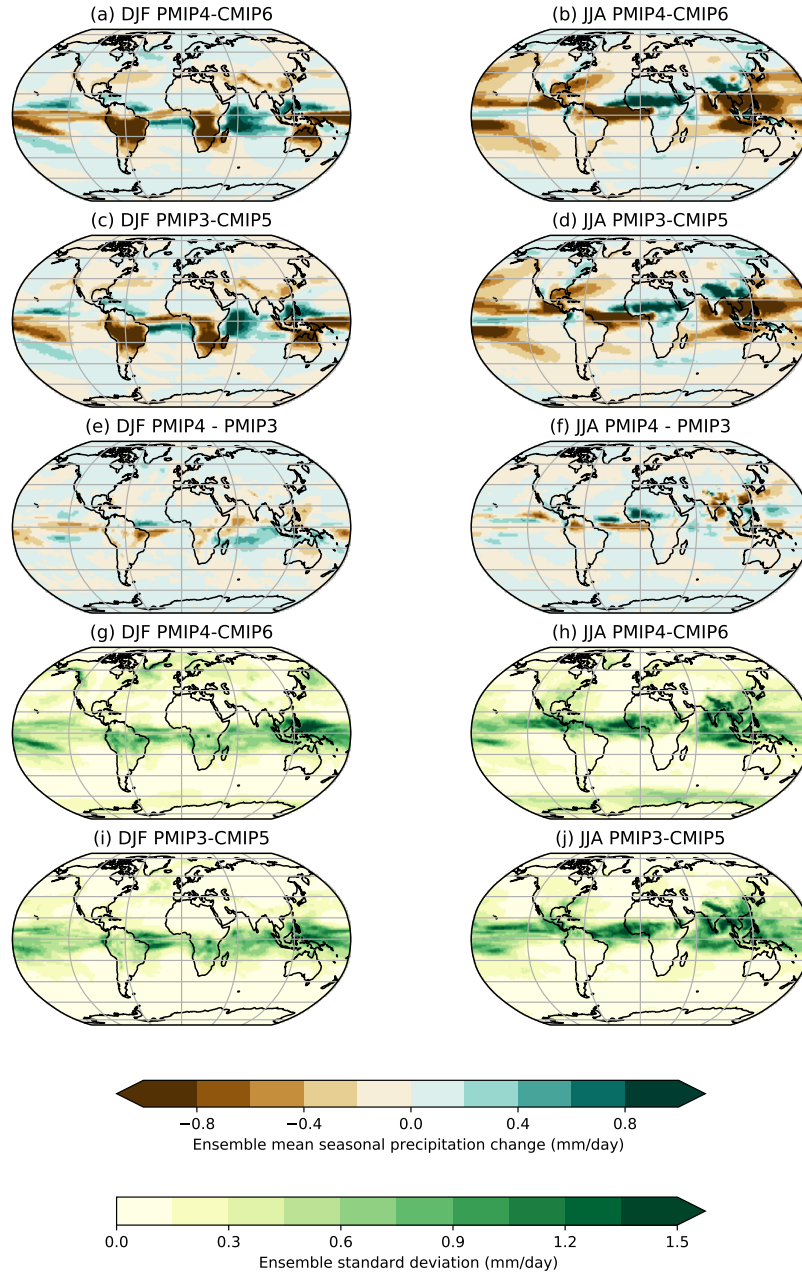 (a) DJF PMIP4-CMIP6
(b) JJA PMIP4-CMIP6
(c) DJF PMIP3-CMIP5
(d) JJA PMIP3-CMIP5
(e) DJF PMIP4 - PMIP3
(f) JJA PMIP4 - PMIP3
(g) DJF PMIP4-CMIP6
(h) JJA PMIP4-CMIP6
(i) DJF PMIP3-CMIP5
(j) JJA PMIP3-CMIP5
−0.8 −0.4 0.0 0.4 0.8
Ensemble mean seasonal precipitation change (mm/day)
0.0 0.3 0.6 0.9 1.2 1.5
Ensemble standard deviation (mm/day)